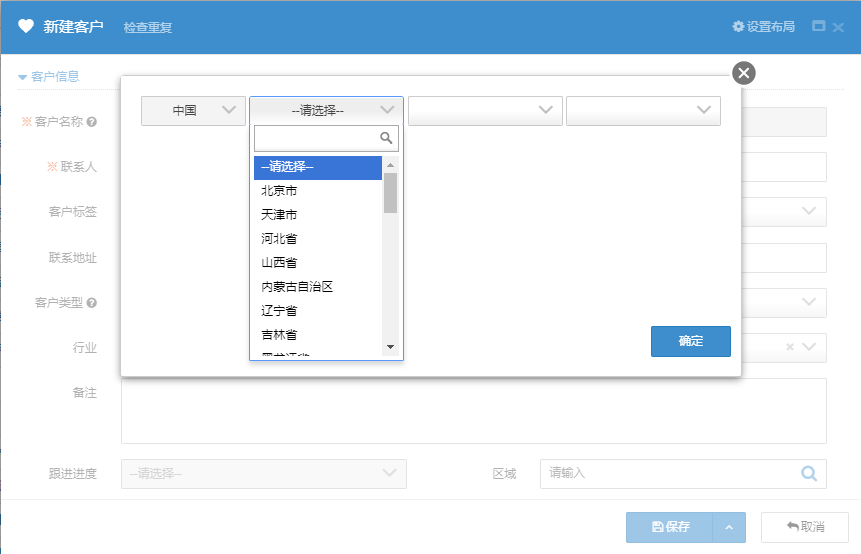 新建客户 检查重复 设置布局
客户信息
中国 --请选择--
※客户名称
--请选择--
※联系人
北京市
客户标签
天津市
河北省
联系地址
山西省
内蒙古自治区
客户类型
辽宁省
吉林省
确定
行业
黑龙江省
备注
跟进进度 --请选择-- 区域 请输入
保存 取消